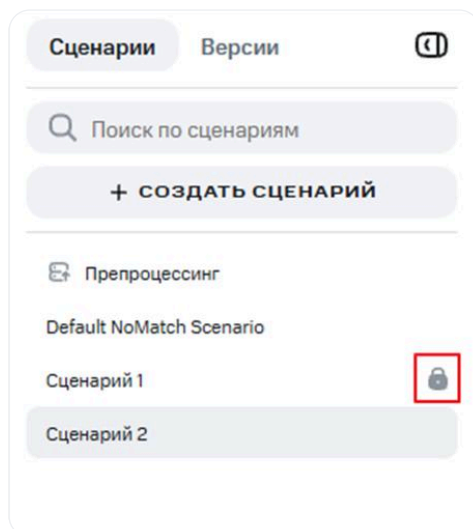 Сценарии Версии
Поиск по сценариям
+ СОЗДАТЬ СЦЕНАРИЙ
Препроцессинг
Default NoMatch Scenario
Сценарий 1
Сценарий 2